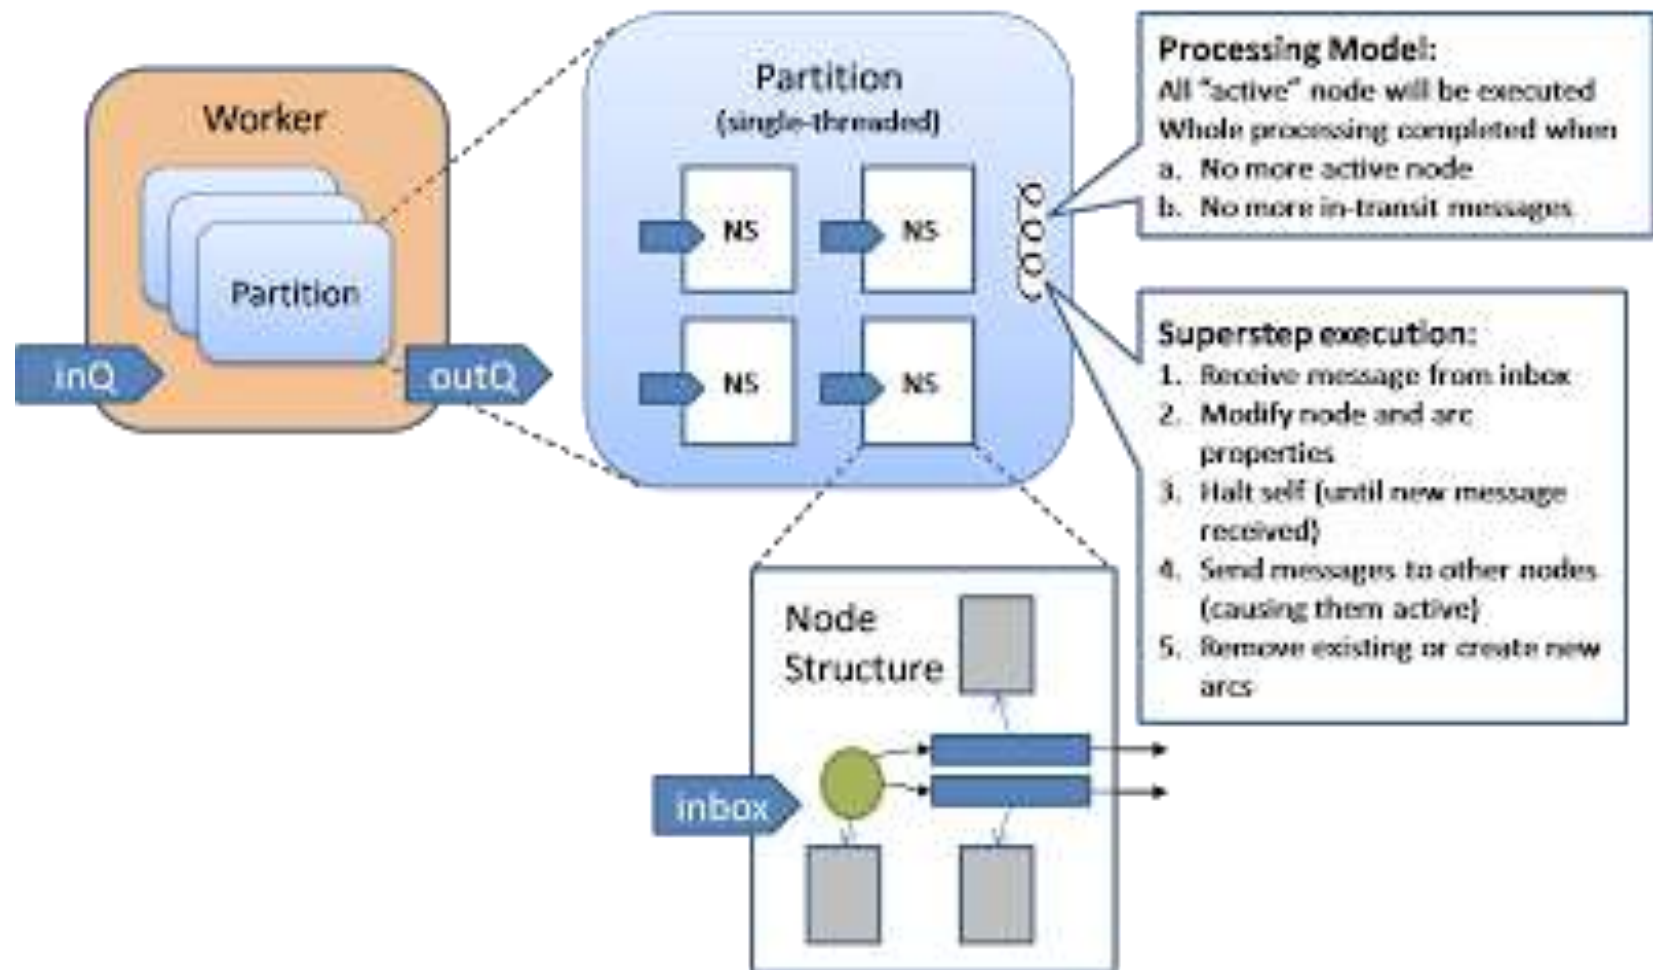 Worker
Partition
inQ
outQ
Partition
(single-threaded)
NS
NS
NS
NS
Processing Model:
All "active" node will be executed
Whole processing completed when
a. No more active node
b. No more in-transit messages
Superstep execution:
1. Receive message from inbox
2. Modify node and arc
properties
3. Halt self (until new message
received)
4. Send messages to other nodes
(causing them active)
5. Remove existing or create new
arcs
Node
Structure
inbox